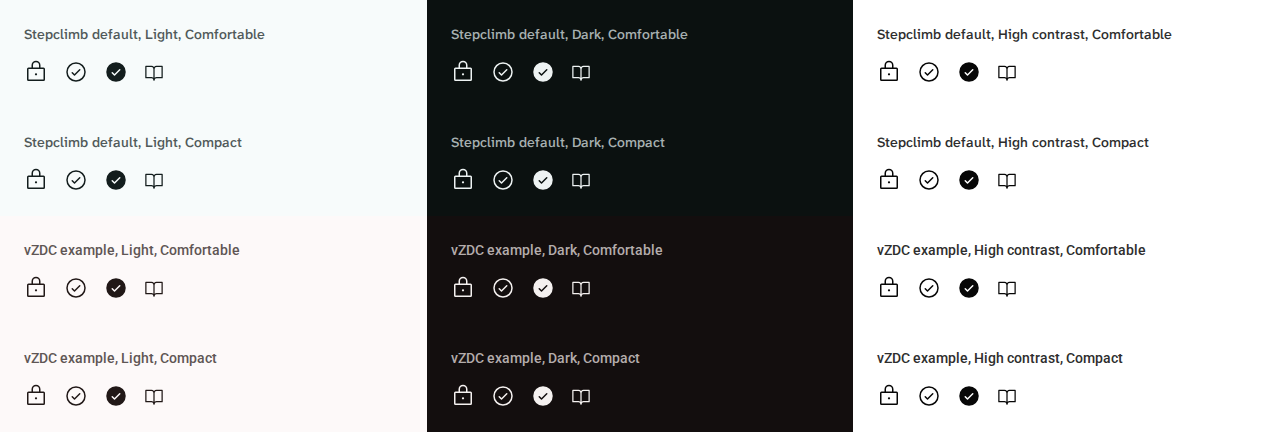 Stepclimb default, Light, Comfortable
Stepclimb default, Dark, Comfortable
Stepclimb default, High contrast, Comfortable
Stepclimb default, Light, Compact
Stepclimb default, Dark, Compact
Stepclimb default, High contrast, Compact
vZDC example, Light, Comfortable
vZDC example, Dark, Comfortable
vZDC example, High contrast, Comfortable
vZDC example, Light, Compact
vZDC example, Dark, Compact
vZDC example, High contrast, Compact